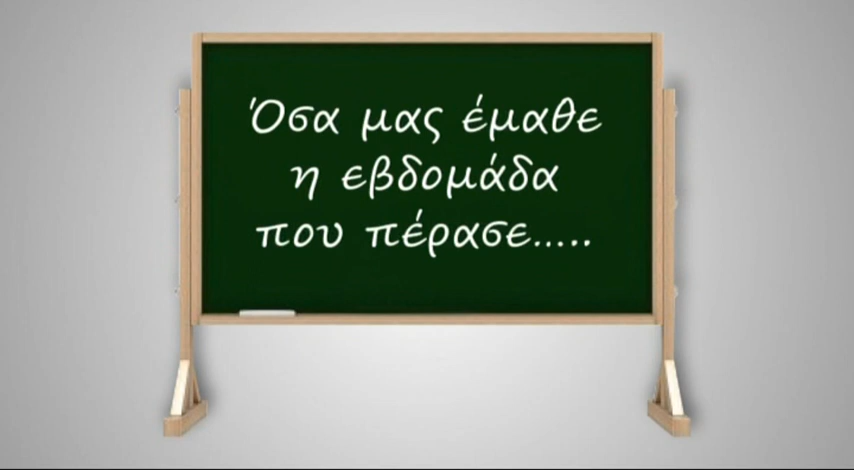 Όσα μας έμαθε
η εβδομάδα
που πέρασε.....